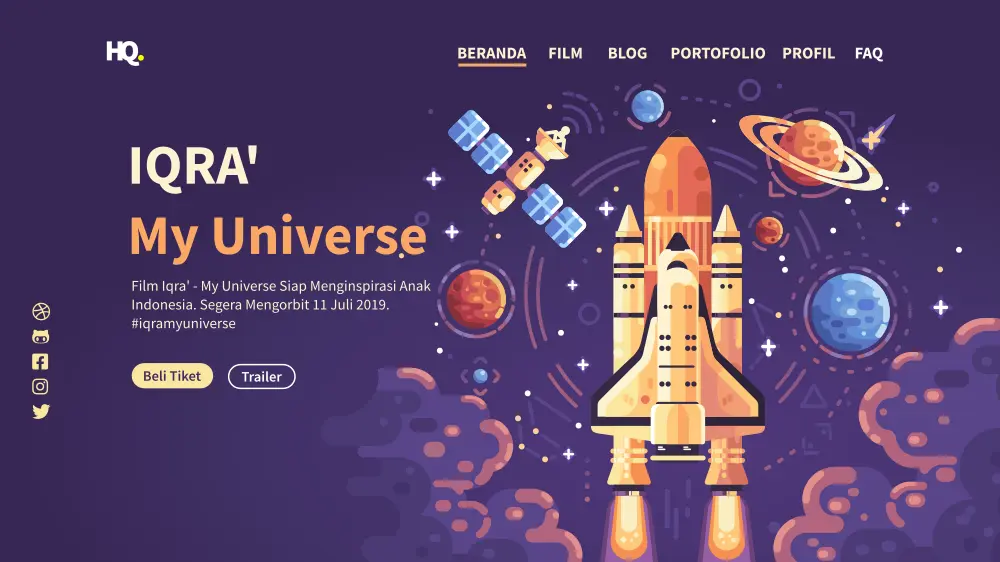 HQ.
BERANDA FILM BLOG PORTOFOLIO PROFIL FAQ
IQRA'
My Universe
Film Iqra' - My Universe Siap Menginspirasi Anak
Indonesia. Segera Mengorbit 11 Juli 2019.
#iqramyuniverse
Beli Tiket Trailer